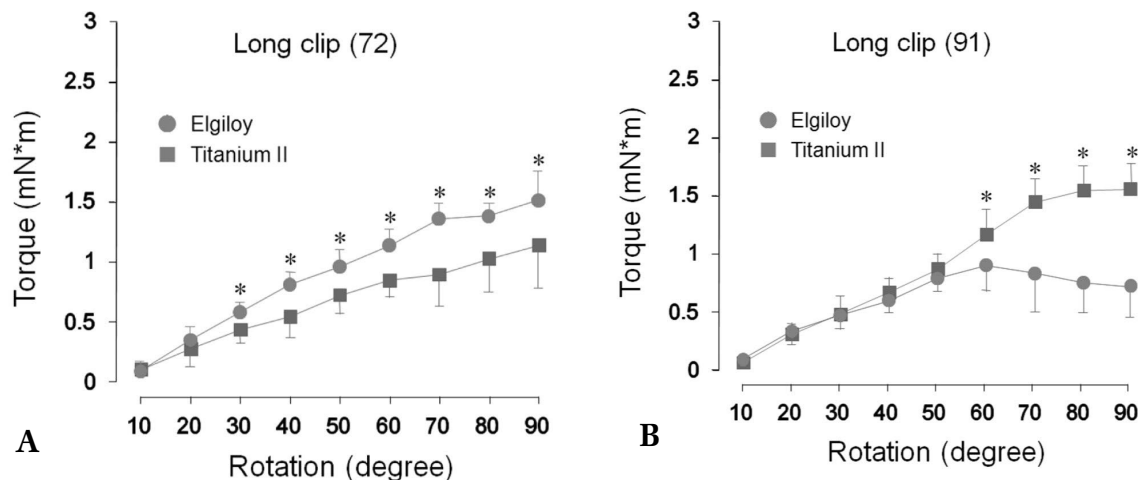 Long clip (72)
Torque (mN*m)
3
2.5
2
1.5
1
0.5
0
Elgiloy
Titanium II
* * * * * * *
10 20 30 40 50 60 70 80 90
Rotation (degree)
A
Long clip (91)
Torque (mN*m)
3
2.5
2
1.5
1
0.5
0
Elgiloy
Titanium II
* * * *
10 20 30 40 50 60 70 80 90
Rotation (degree)
B